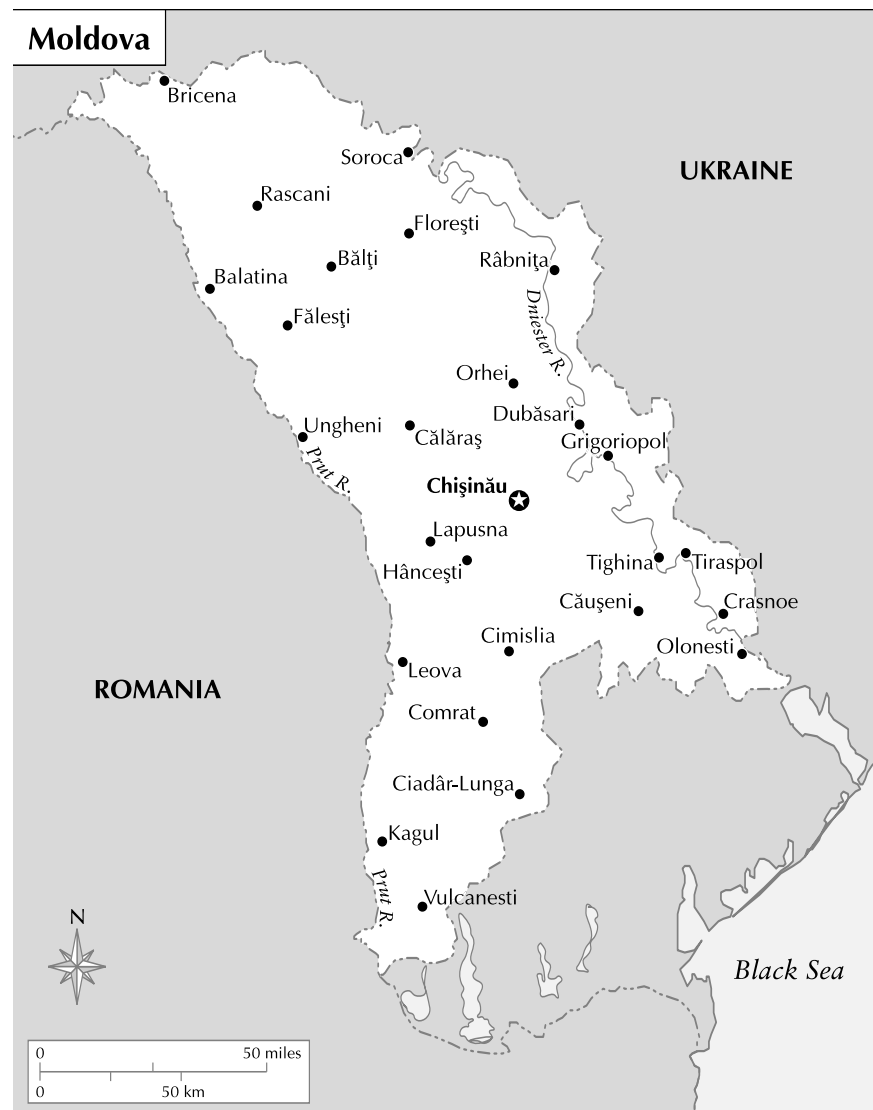 Moldova
Bricena
Soroca
UKRAINE
Rascani
Floreşti
Bălţi
Râbniţa
Balatina
Dniester R.
Făleşti
Orhei
Dubăsari
Ungheni
Călăraş
Grigoriopol
Prut R.
Chişinău
Lapusna
Hânceşti
Tighina
Tiraspol
Căuşeni
Crasnoe
Cimislia
Olonesti
Leova
ROMANIA
Comrat
Ciadâr-Lunga
Kagul
Prut R.
Vulcanesti
N
Black Sea
0 50 miles
0 50 km